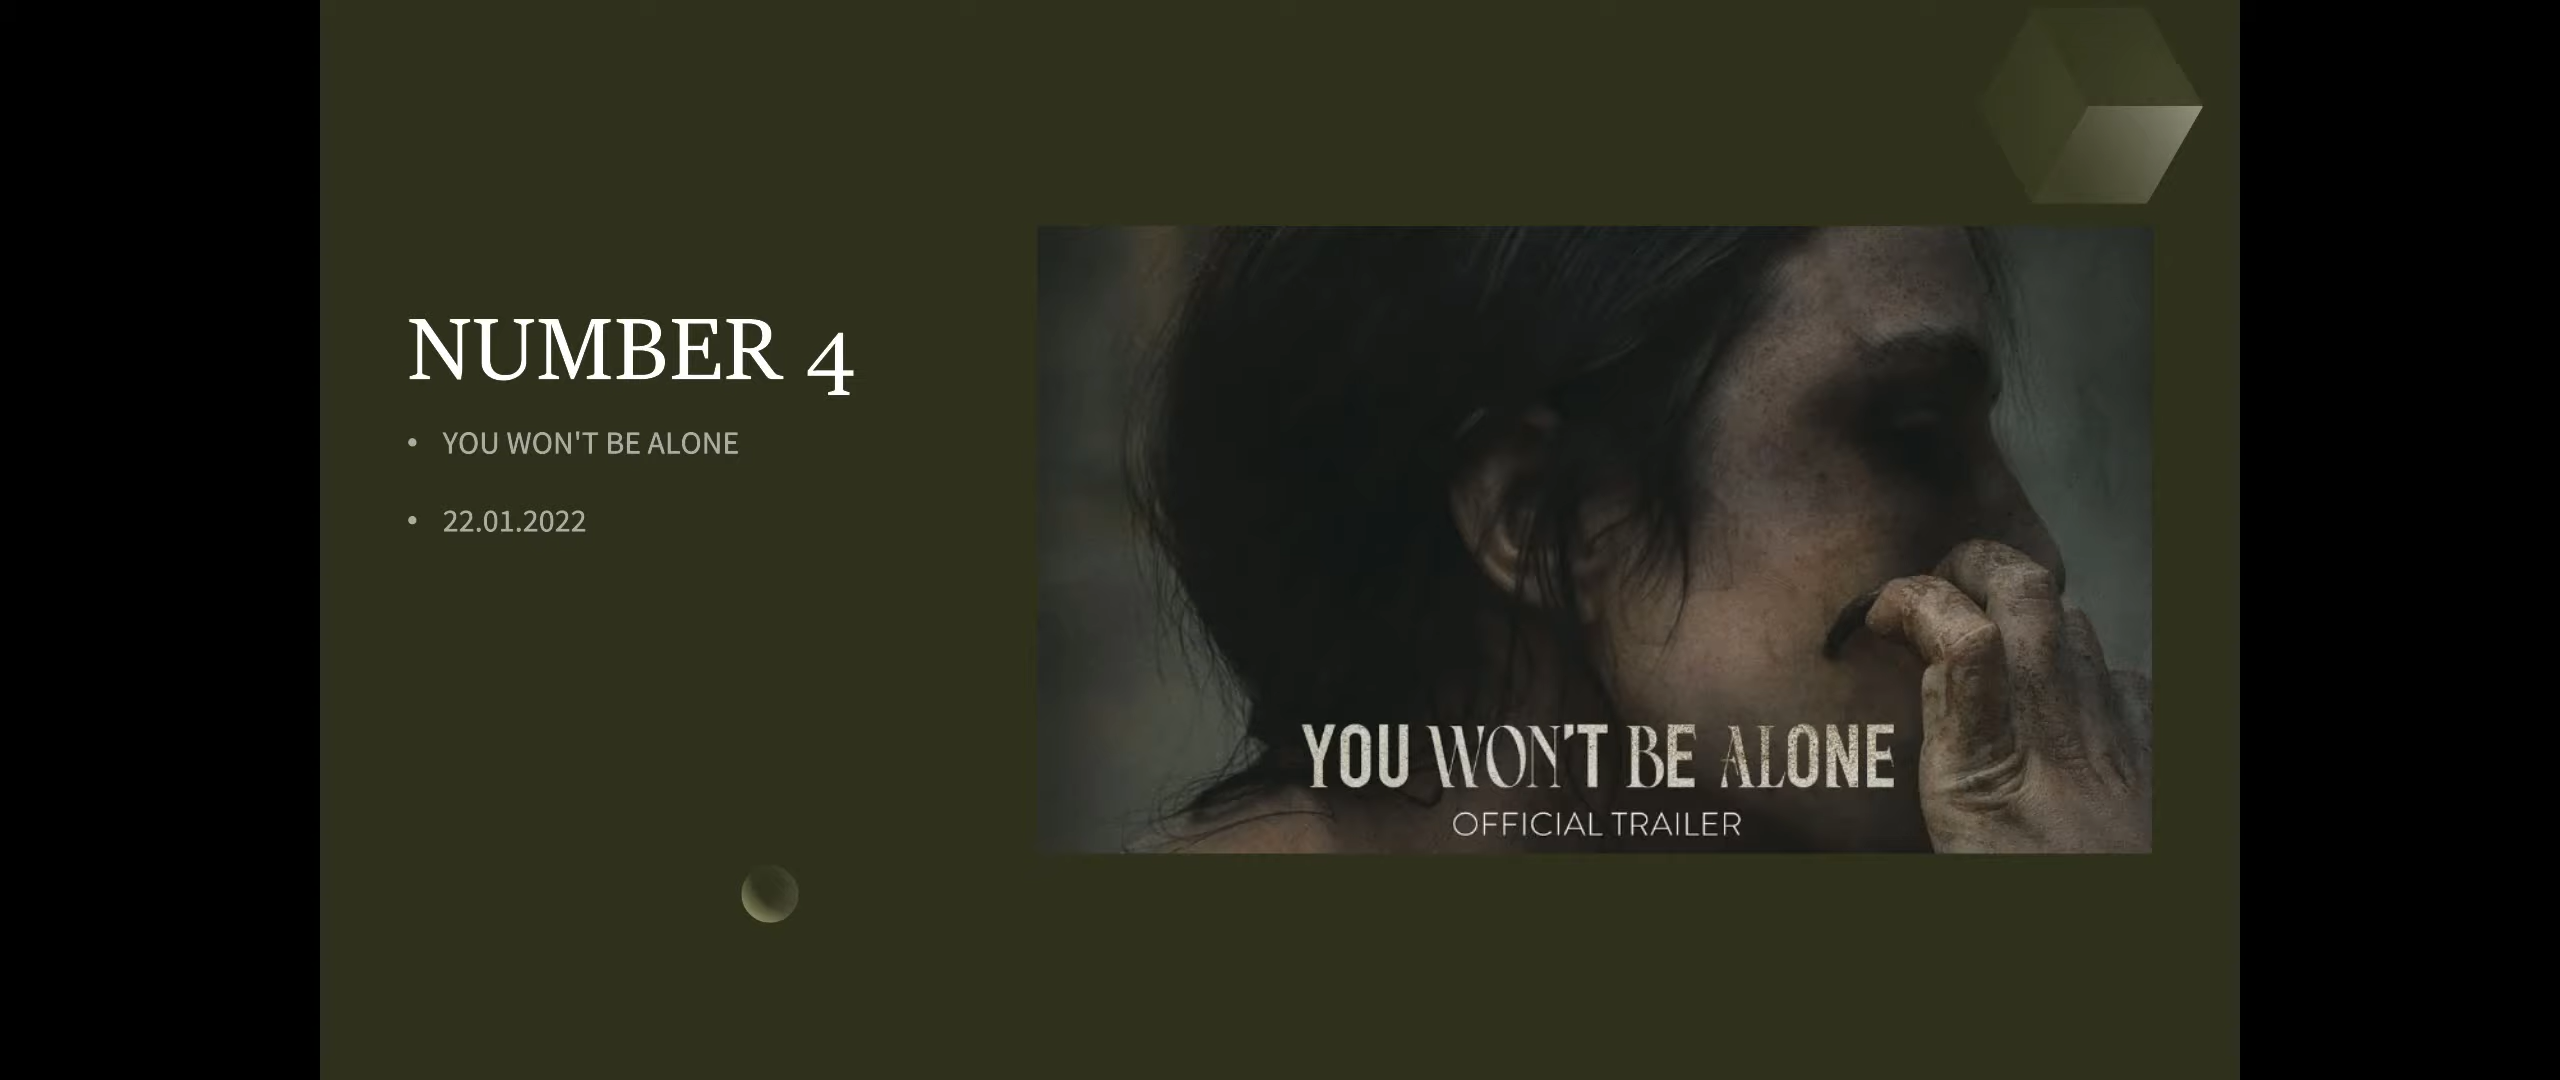 NUMBER 4
• YOU WON'T BE ALONE
• 22.01.2022
YOU WON'T BE ALONE
OFFICIAL TRAILER